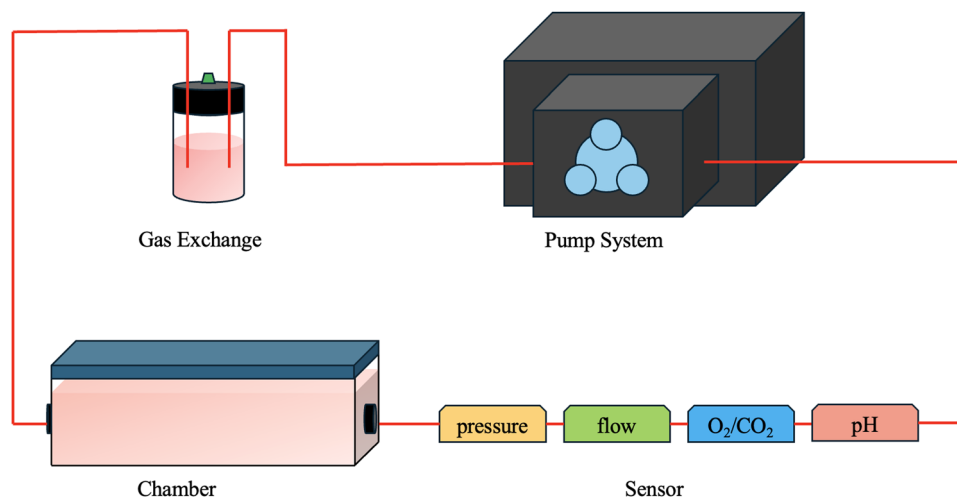 Gas Exchange
Pump System
pressure
flow
O₂/CO₂
pH
Chamber
Sensor